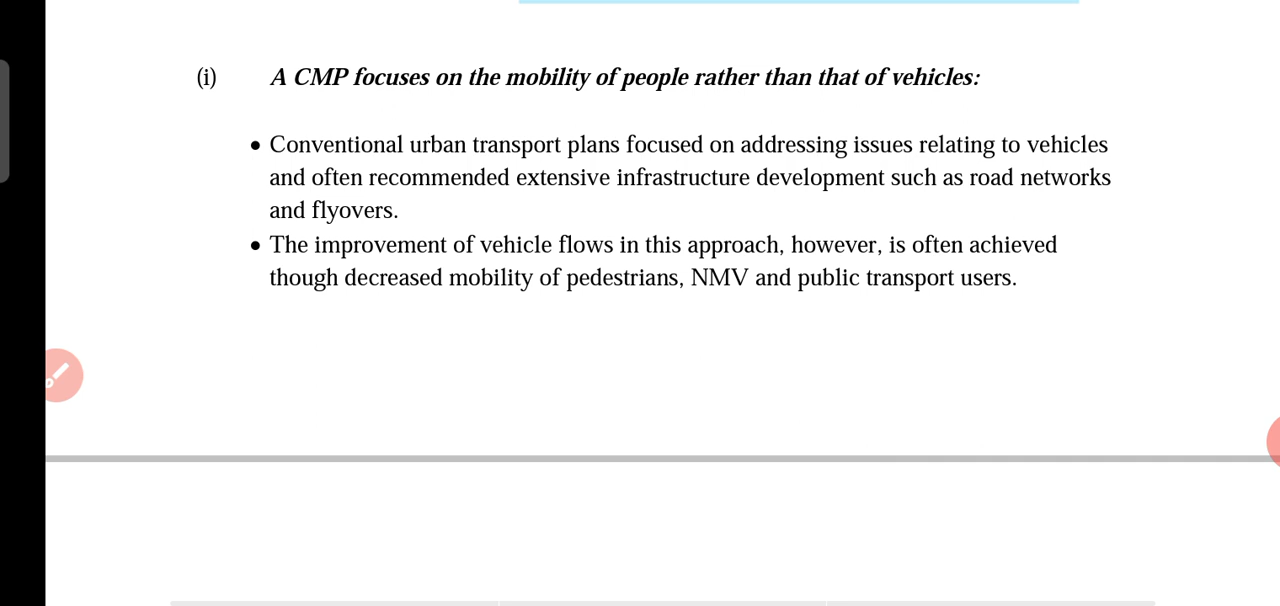 (i) A CMP focuses on the mobility of people rather than that of vehicles:
• Conventional urban transport plans focused on addressing issues relating to vehicles
and often recommended extensive infrastructure development such as road networks
and flyovers.
• The improvement of vehicle flows in this approach, however, is often achieved
though decreased mobility of pedestrians, NMV and public transport users.